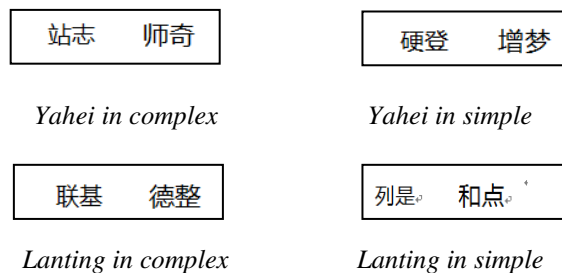 站志 师奇
硬登 增梦
Yahei in complex
Yahei in simple
联基 德整
列是 和点
Lanting in complex
Lanting in simple